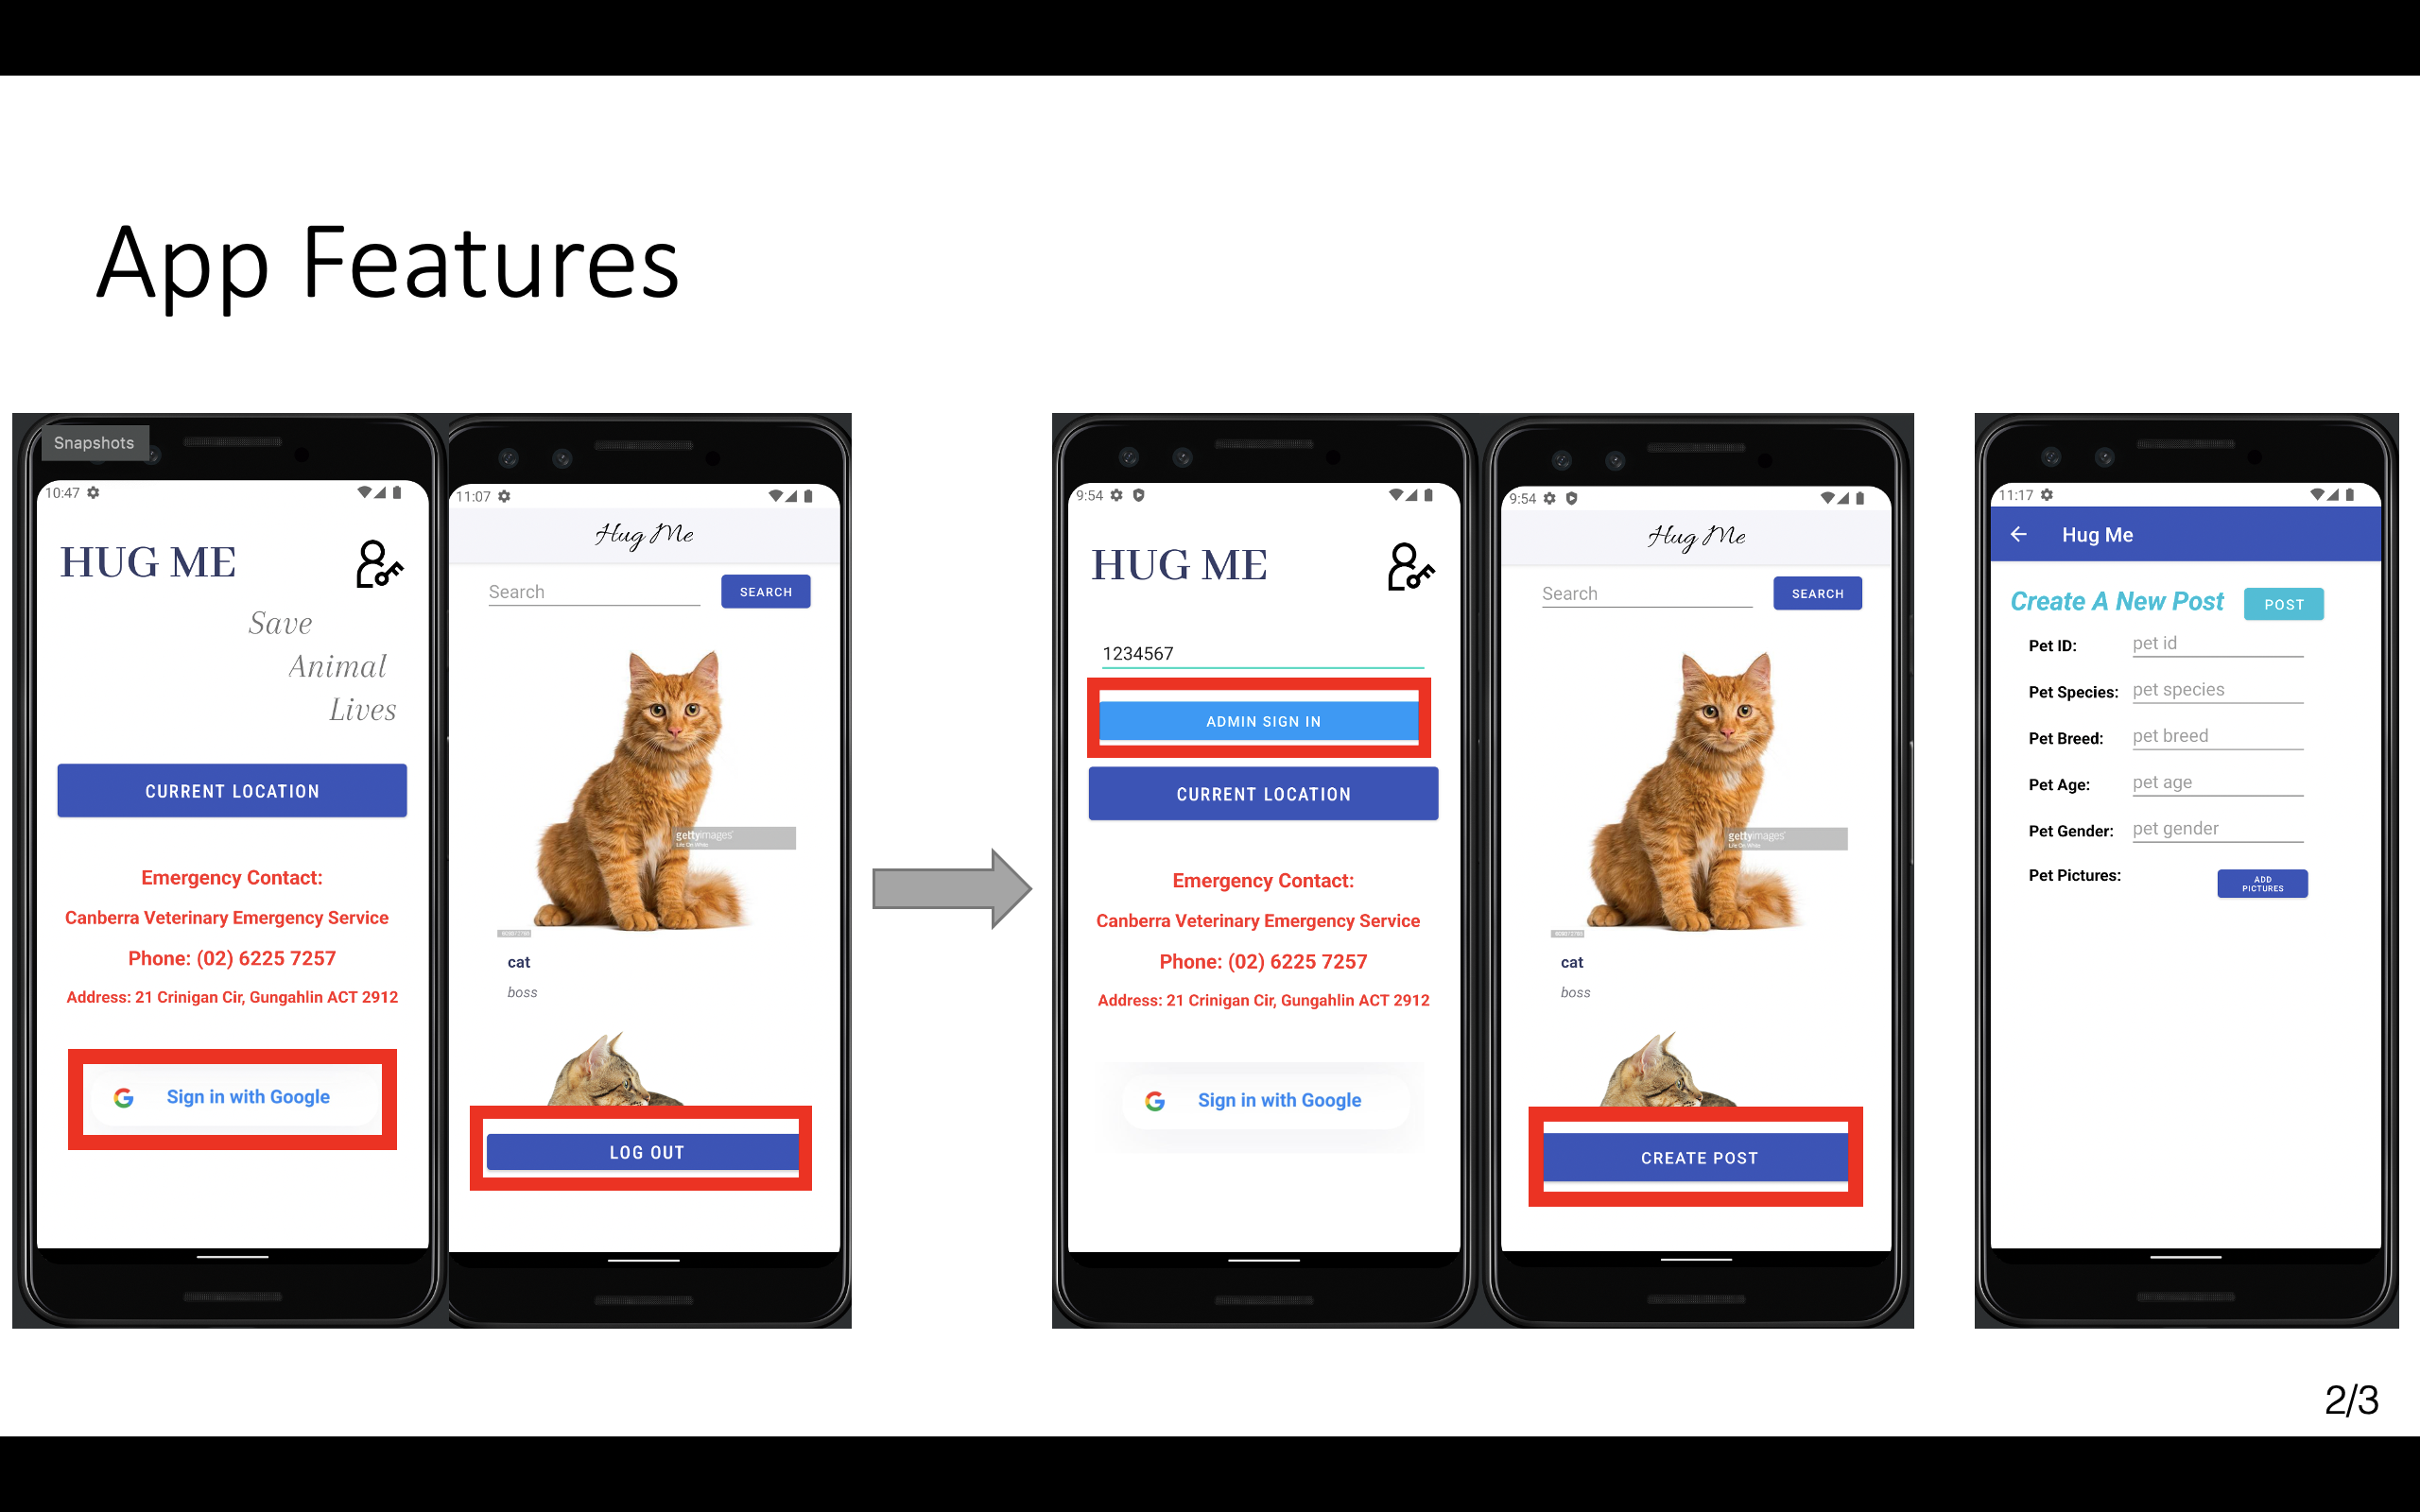 App Features
Snapshots
10:47
HUG ME
Save
Animal
Lives
CURRENT LOCATION
Emergency Contact:
Canberra Veterinary Emergency Service
Phone: (02) 6225 7257
Address: 21 Crinigan Cir, Gungahlin ACT 2912
Sign in with Google
11:07
Hug Me
Search
SEARCH
gettyimages
Life On White
cat
boss
LOG OUT
9:54
HUG ME
1234567
ADMIN SIGN IN
CURRENT LOCATION
Emergency Contact:
Canberra Veterinary Emergency Service
Phone: (02) 6225 7257
Address: 21 Crinigan Cir, Gungahlin ACT 2912
Sign in with Google
9:54
Hug Me
Search
SEARCH
gettyimages
Life On White
cat
boss
CREATE POST
11:17
Hug Me
Create A New Post
POST
Pet ID: pet id
Pet Species: pet species
Pet Breed: pet breed
Pet Age: pet age
Pet Gender: pet gender
Pet Pictures:
ADD
PICTURES
2/3